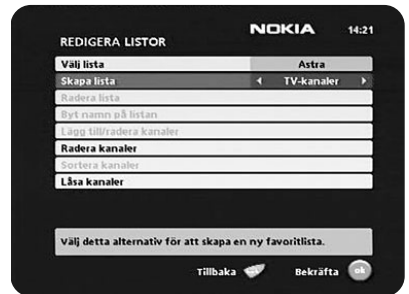 NOKIA 14:21
REDIGERA LISTOR
Välj lista Astra
Skapa lista TV-kanaler
Radera lista
Byt namn på listan
Lägg till/radera kanaler
Radera kanaler
Sortera kanaler
Låsa kanaler
Välj detta alternativ för att skapa en ny favoritlista.
Tillbaka Bekräfta ok